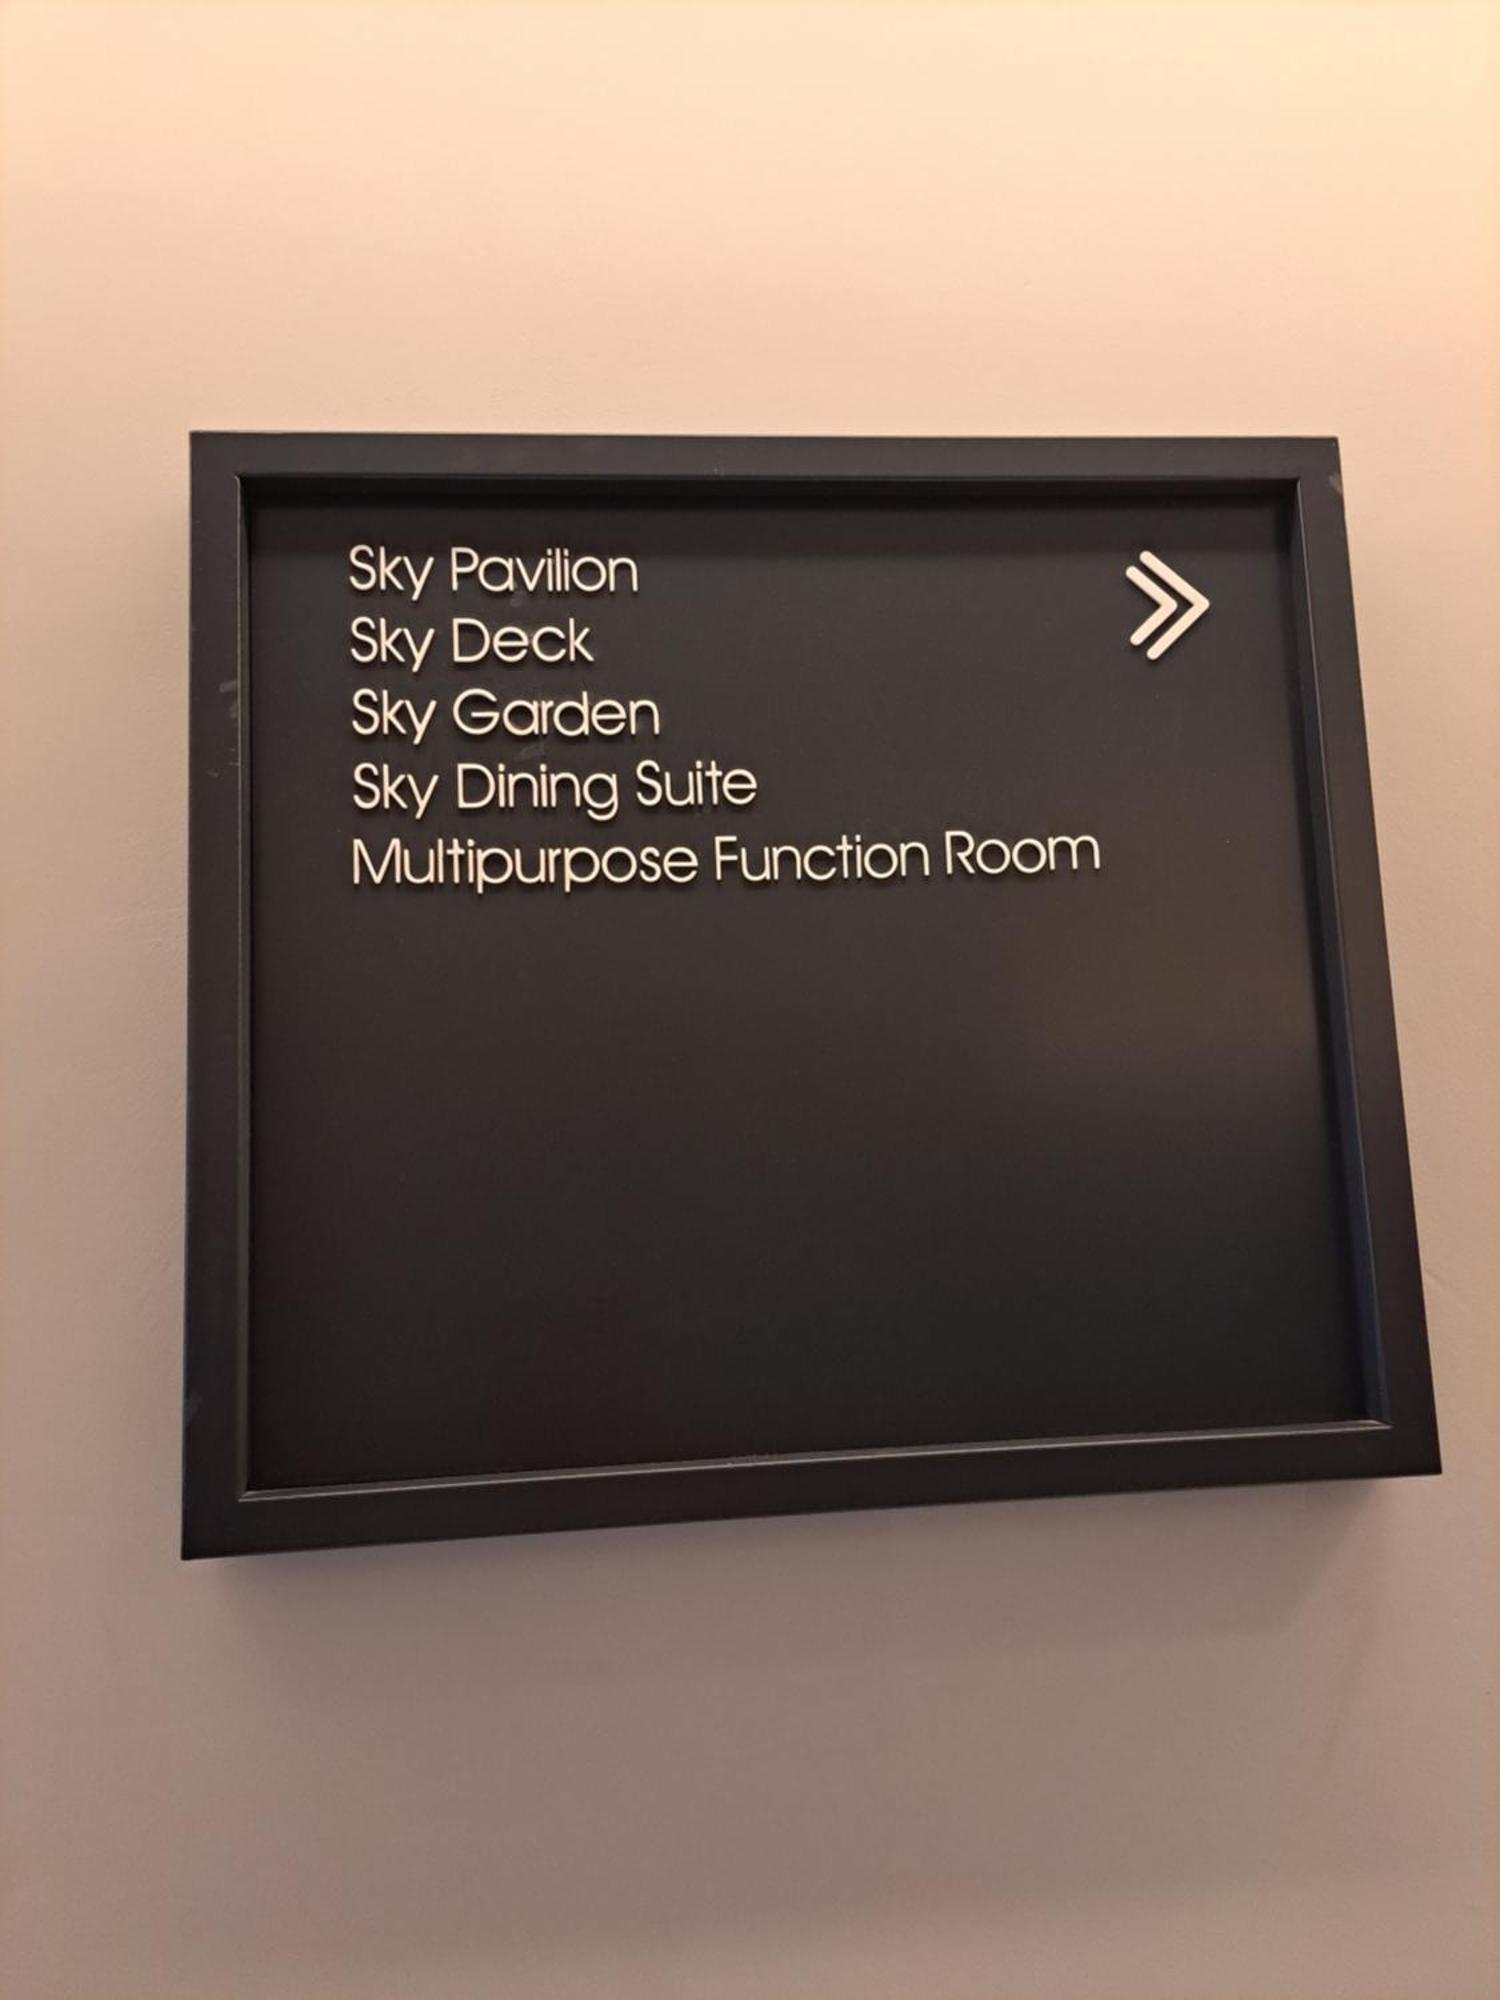 Sky Pavilion
Sky Deck
Sky Garden
Sky Dining Suite
Multipurpose Function Room